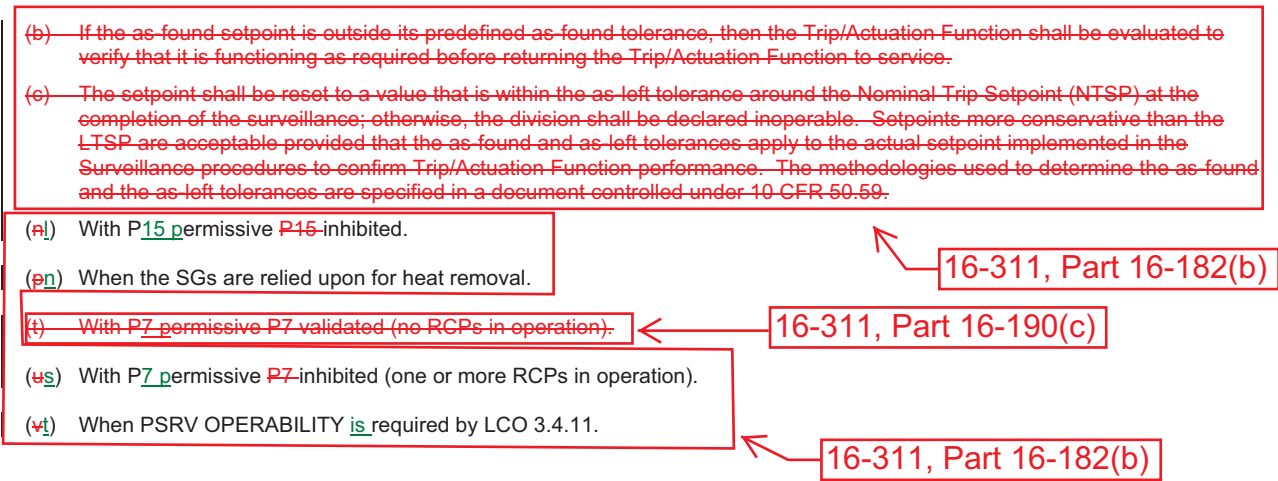 (b) If the as-found setpoint is outside its predefined as-found tolerance, then the Trip/Actuation Function shall be evaluated to
verify that it is functioning as required before returning the Trip/Actuation Function to service.
(c) The setpoint shall be reset to a value that is within the as-left tolerance around the Nominal Trip Setpoint (NTSP) at the
completion of the surveillance; otherwise, the division shall be declared inoperable. Setpoints more conservative than the
LTSP are acceptable provided that the as-found and as-left tolerances apply to the actual setpoint implemented in the
Surveillance procedures to confirm Trip/Actuation Function performance. The methodologies used to determine the as-found
and the as-left tolerances are specified in a document controlled under 10 CFR 50.59.
(nl) With P15 permissive P15 inhibited.
16-311, Part 16-182(b)
(pn) When the SGs are relied upon for heat removal.
(t) With P7 permissive P7 validated (no RCPs in operation).
16-311, Part 16-190(c)
(us) With P7 permissive P7 inhibited (one or more RCPs in operation).
(vt) When PSRV OPERABILITY is required by LCO 3.4.11.
16-311, Part 16-182(b)